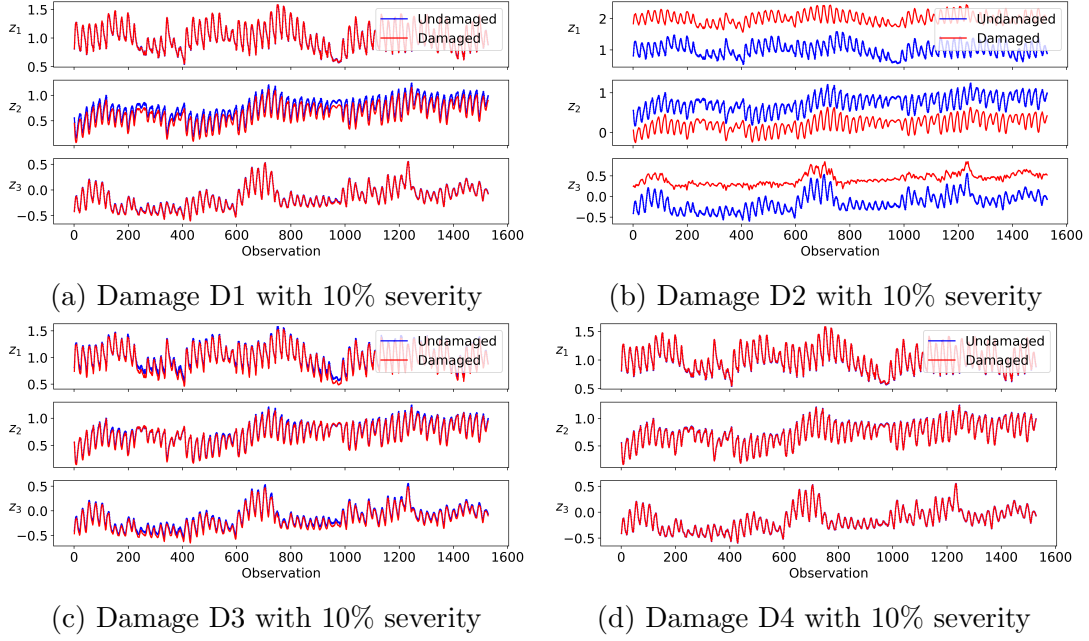 z1
1.5
1.0
0.5
Undamaged
Damaged
z2
1.0
0.5
z3
0.5
0.0
−0.5
0 200 400 600 800 1000 1200 1400 1600
Observation
(a) Damage D1 with 10% severity
z1
2
1
Undamaged
Damaged
z2
1
0
z3
0.5
0.0
−0.5
0 200 400 600 800 1000 1200 1400 1600
Observation
(b) Damage D2 with 10% severity
z1
1.5
1.0
0.5
Undamaged
Damaged
z2
1.0
0.5
z3
0.5
0.0
−0.5
0 200 400 600 800 1000 1200 1400 1600
Observation
(c) Damage D3 with 10% severity
z1
1.5
1.0
0.5
Undamaged
Damaged
z2
1.0
0.5
z3
0.5
0.0
−0.5
0 200 400 600 800 1000 1200 1400 1600
Observation
(d) Damage D4 with 10% severity